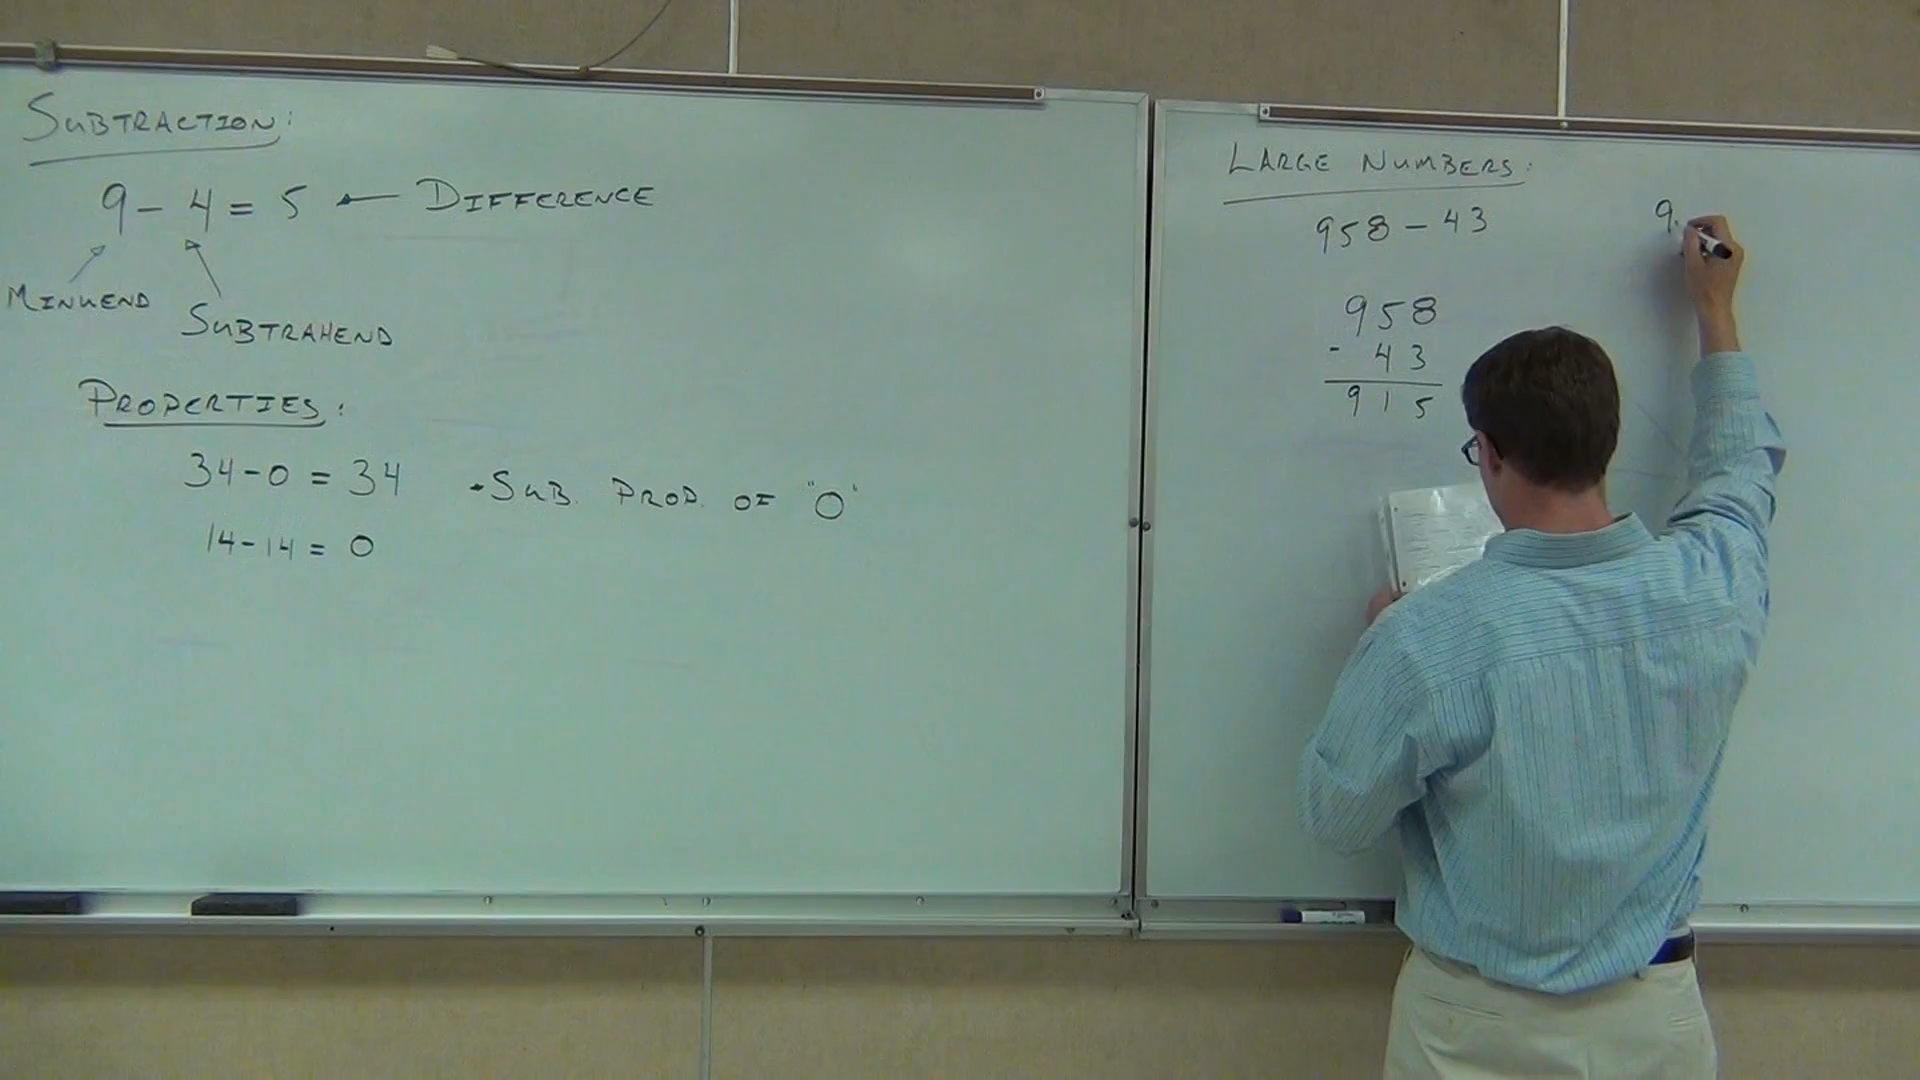 SUBTRACTION:
9 - 4 = 5 ← DIFFERENCE
MINUEND
SUBTRAHEND
PROPERTIES:
34 - 0 = 34 • SUB. PROP. OF "0"
14 - 14 = 0
LARGE NUMBERS:
958 - 43
9
958
- 43
915